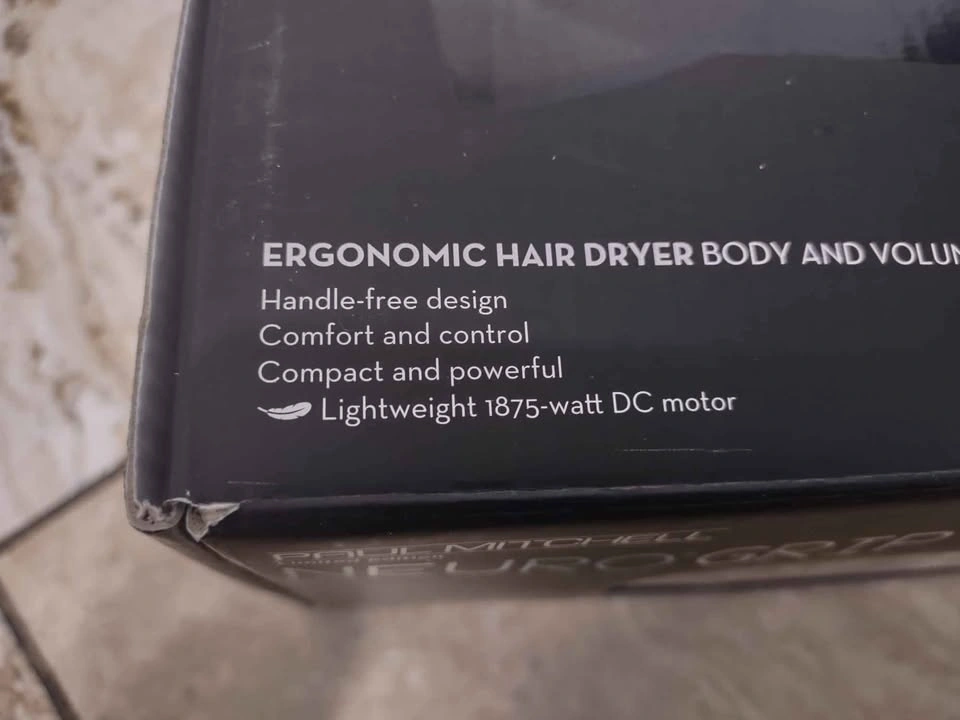 ERGONOMIC HAIR DRYER BODY AND VOLUM
Handle-free design
Comfort and control
Compact and powerful
Lightweight 1875-watt DC motor
PAUL MITCHELL
NEURO GRIP